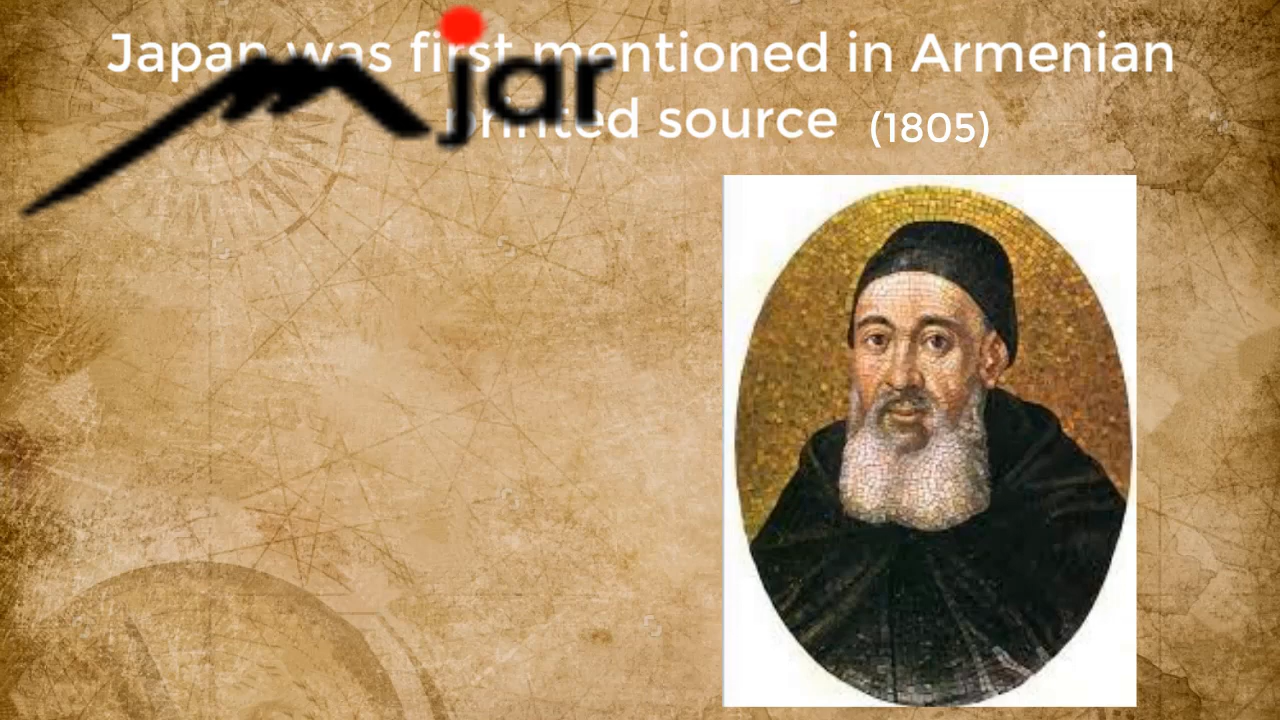 Japan was first mentioned in Armenian
printed source (1805)
jar